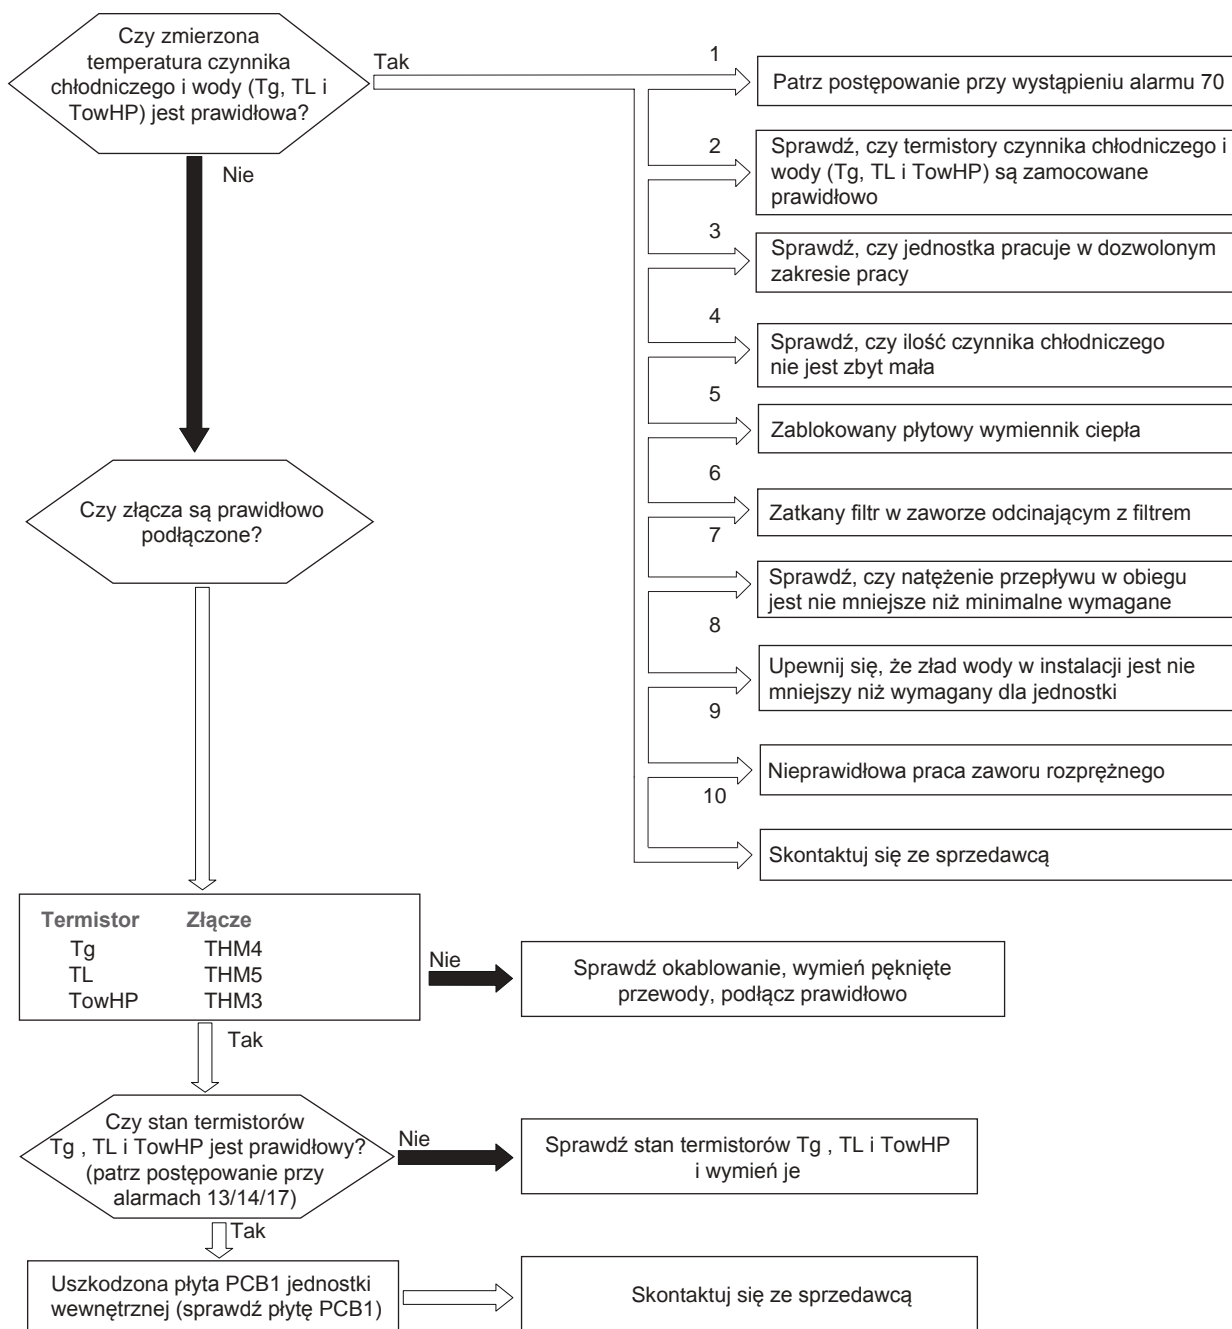 Czy zmierzona
temperatura czynnika
chłodniczego i wody (Tg, TL i
TowHP) jest prawidłowa?
Tak
Nie
1
Patrz postępowanie przy wystąpieniu alarmu 70
2
Sprawdź, czy termistory czynnika chłodniczego i
wody (Tg, TL i TowHP) są zamocowane
prawidłowo
3
Sprawdź, czy jednostka pracuje w dozwolonym
zakresie pracy
4
Sprawdź, czy ilość czynnika chłodniczego
nie jest zbyt mała
5
Zablokowany płytowy wymiennik ciepła
6
Zatkany filtr w zaworze odcinającym z filtrem
7
Sprawdź, czy natężenie przepływu w obiegu
jest nie mniejsze niż minimalne wymagane
8
Upewnij się, że zład wody w instalacji jest nie
mniejszy niż wymagany dla jednostki
9
Nieprawidłowa praca zaworu rozprężnego
10
Skontaktuj się ze sprzedawcą
Czy złącza są prawidłowo
podłączone?
Termistor Złącze
Tg THM4
TL THM5
TowHP THM3
Nie
Sprawdź okablowanie, wymień pęknięte
przewody, podłącz prawidłowo
Tak
Czy stan termistorów
Tg , TL i TowHP jest prawidłowy?
(patrz postępowanie przy
alarmach 13/14/17)
Nie
Sprawdź stan termistorów Tg , TL i TowHP
i wymień je
Tak
Uszkodzona płyta PCB1 jednostki
wewnętrznej (sprawdź płytę PCB1)
Skontaktuj się ze sprzedawcą